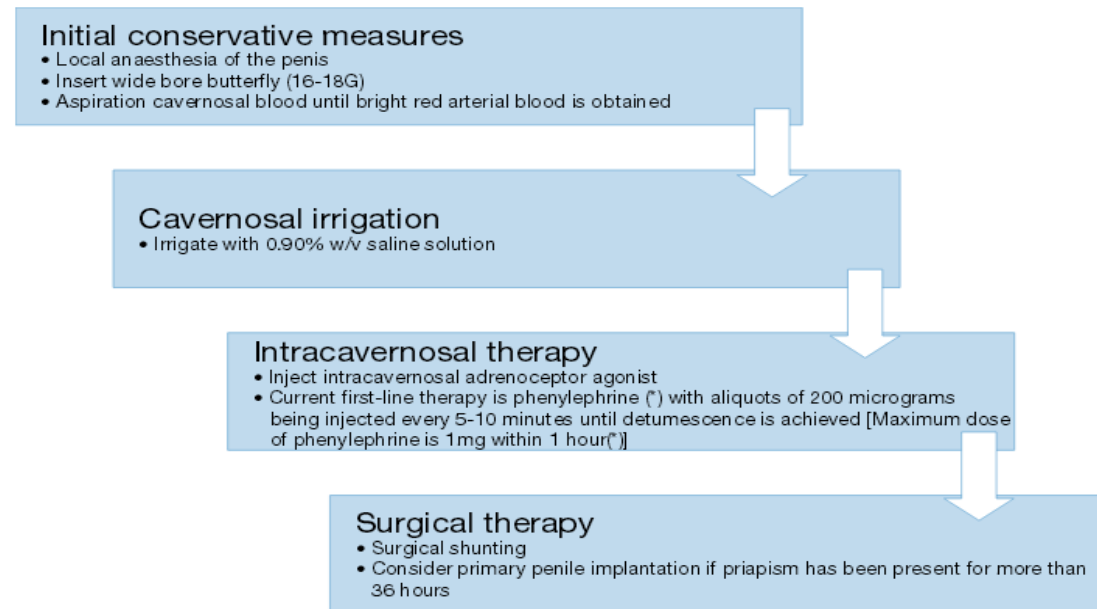 Initial conservative measures
• Local anaesthesia of the penis
• Insert wide bore butterfly (16-18G)
• Aspiration cavernosal blood until bright red arterial blood is obtained
Cavernosal irrigation
• Irrigate with 0.90% w/v saline solution
Intracavernosal therapy
• Inject intracavernosal adrenoceptor agonist
• Current first-line therapy is phenylephrine (*) with aliquots of 200 micrograms
being injected every 5-10 minutes until detumescence is achieved [Maximum dose
of phenylephrine is 1mg within 1 hour(*)]
Surgical therapy
• Surgical shunting
• Consider primary penile implantation if priapism has been present for more than
36 hours